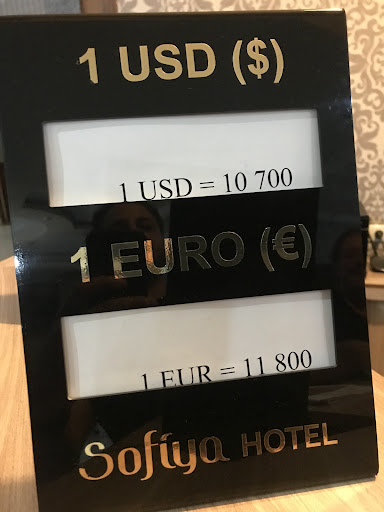 1 USD ($)
1 USD = 10 700
1 EURO (€)
1 EUR = 11 800
Sofiya HOTEL